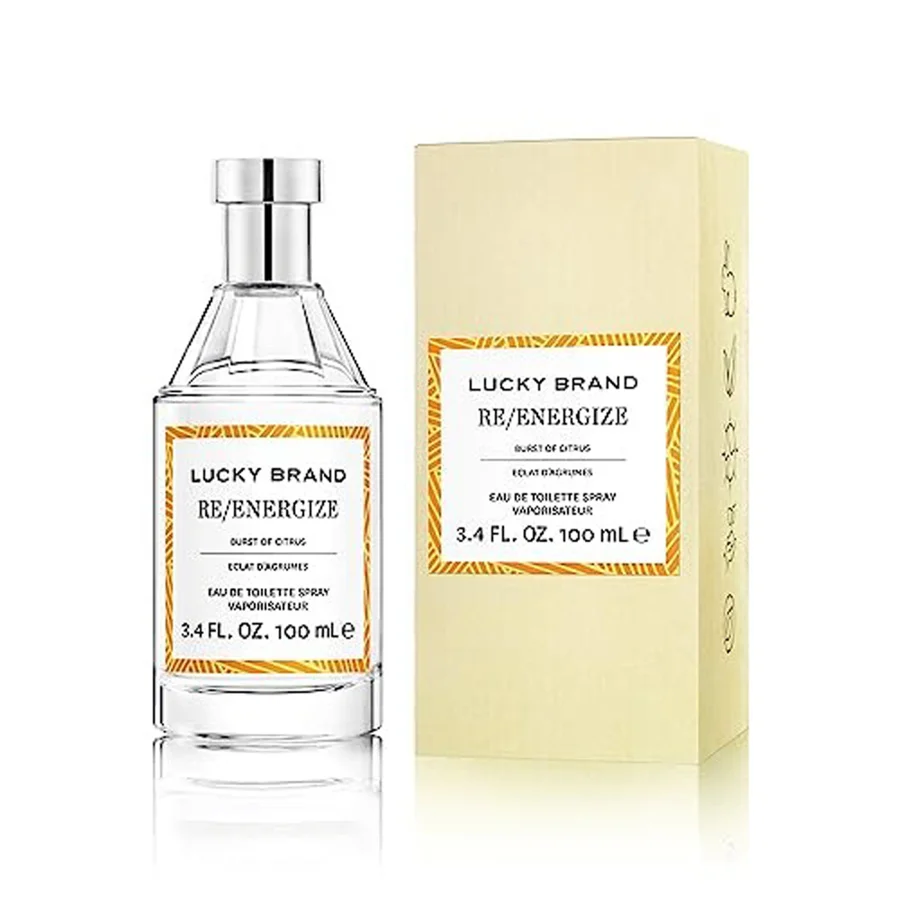 LUCKY BRAND
RE/ENERGIZE
BURST OF CITRUS
ECLAT D'AGRUMES
EAU DE TOILETTE SPRAY
VAPORISATEUR
3.4 FL. OZ. 100 mL ℮
LUCKY BRAND
RE/ENERGIZE
BURST OF CITRUS
ECLAT D'AGRUMES
EAU DE TOILETTE SPRAY
VAPORISATEUR
3.4 FL. OZ. 100 mL ℮